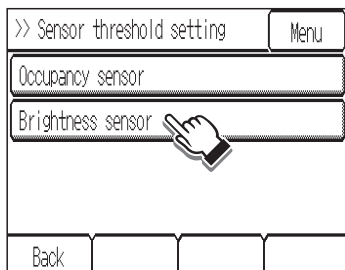 >> Sensor threshold setting
Menu
Occupancy sensor
Brightness sensor
Back